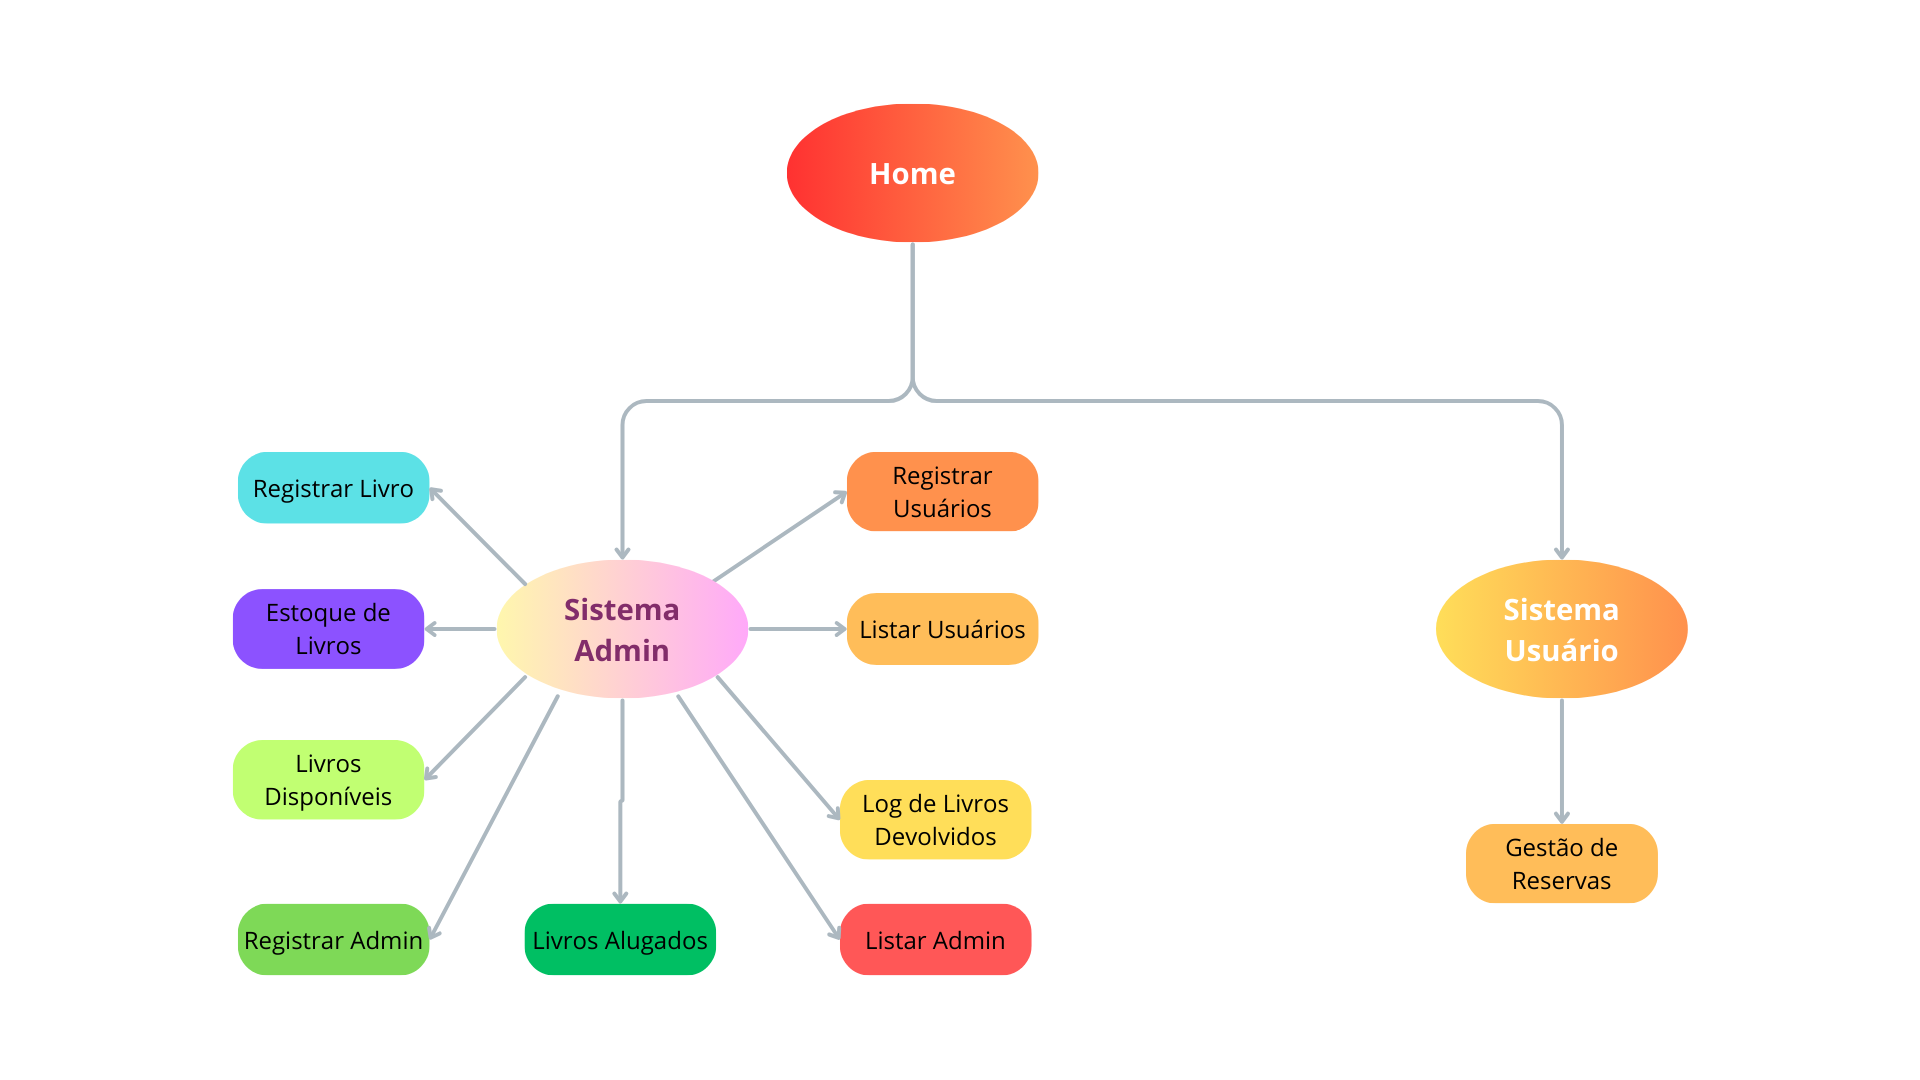 Home
Registrar Livro
Registrar
Usuários
Estoque de
Livros
Sistema
Admin
Listar Usuários
Sistema
Usuário
Livros
Disponíveis
Log de Livros
Devolvidos
Gestão de
Reservas
Registrar Admin
Livros Alugados
Listar Admin